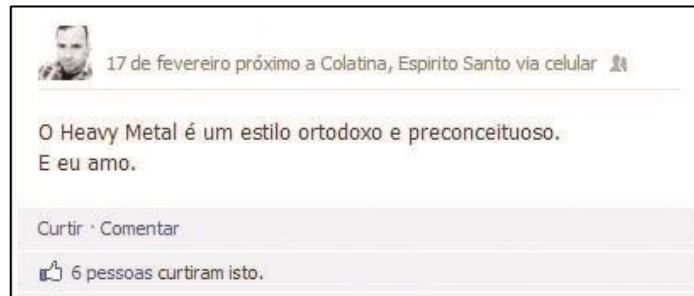 17 de fevereiro próximo a Colatina, Espirito Santo via celular
O Heavy Metal é um estilo ortodoxo e preconceituoso.
E eu amo.
Curtir · Comentar
6 pessoas curtiram isto.